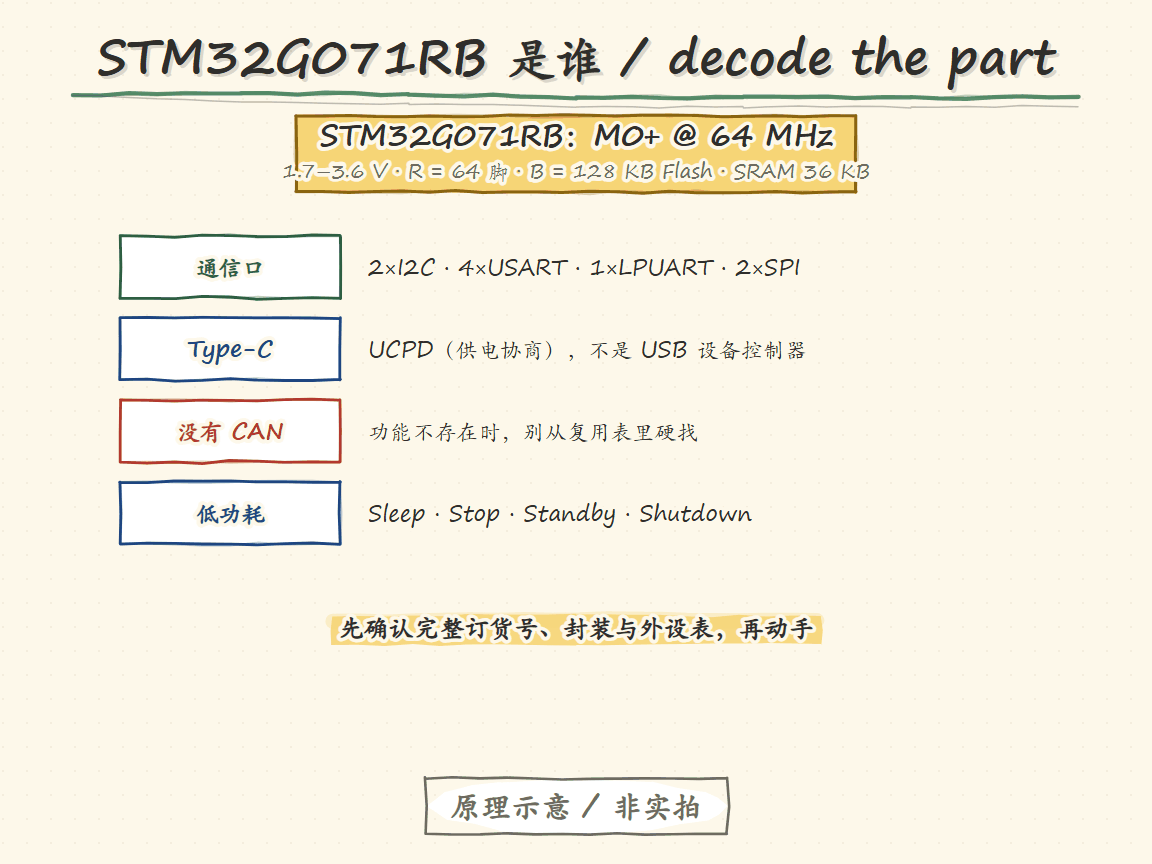 STM32G071RB 是谁 / decode the part
STM32G071RB：M0+ @ 64 MHz
1.7–3.6 V · R = 64 脚 · B = 128 KB Flash · SRAM 36 KB
通信口
2×I2C · 4×USART · 1×LPUART · 2×SPI
Type-C
UCPD（供电协商），不是 USB 设备控制器
没有 CAN
功能不存在时，别从复用表里硬找
低功耗
Sleep · Stop · Standby · Shutdown
先确认完整订货号、封装与外设表，再动手
原理示意 / 非实拍